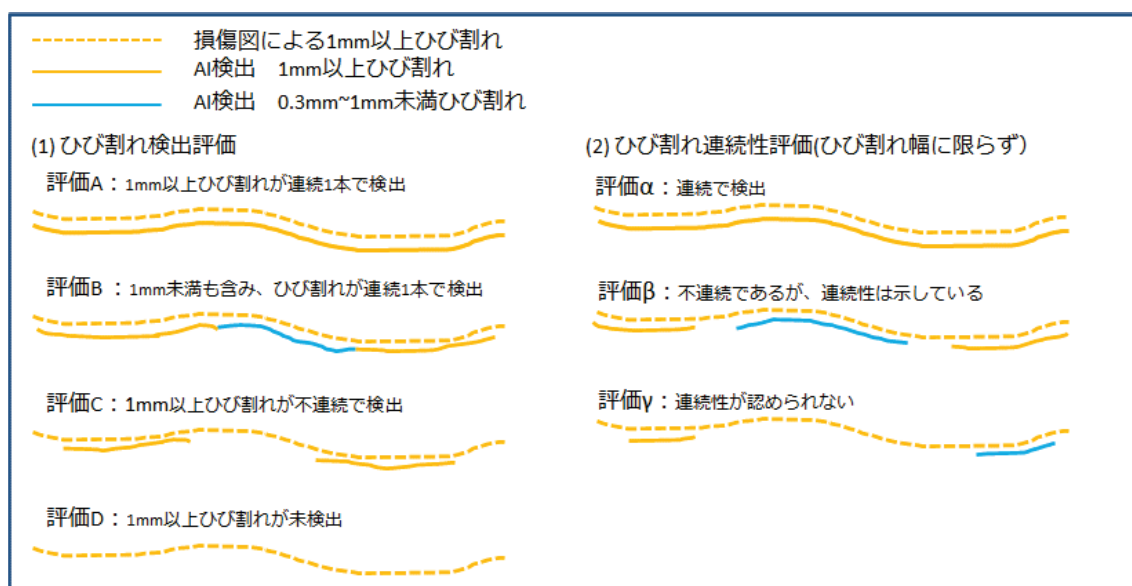 損傷図による1mm以上ひび割れ
AI検出　1mm以上ひび割れ
AI検出　0.3mm~1mm未満ひび割れ
(1) ひび割れ検出評価
評価A：1mm以上ひび割れが連続1本で検出
評価B ：1mm未満も含み、ひび割れが連続1本で検出
評価C：1mm以上ひび割れが不連続で検出
評価D：1mm以上ひび割れが未検出
(2) ひび割れ連続性評価(ひび割れ幅に限らず）
評価α：連続で検出
評価β：不連続であるが、連続性は示している
評価γ：連続性が認められない